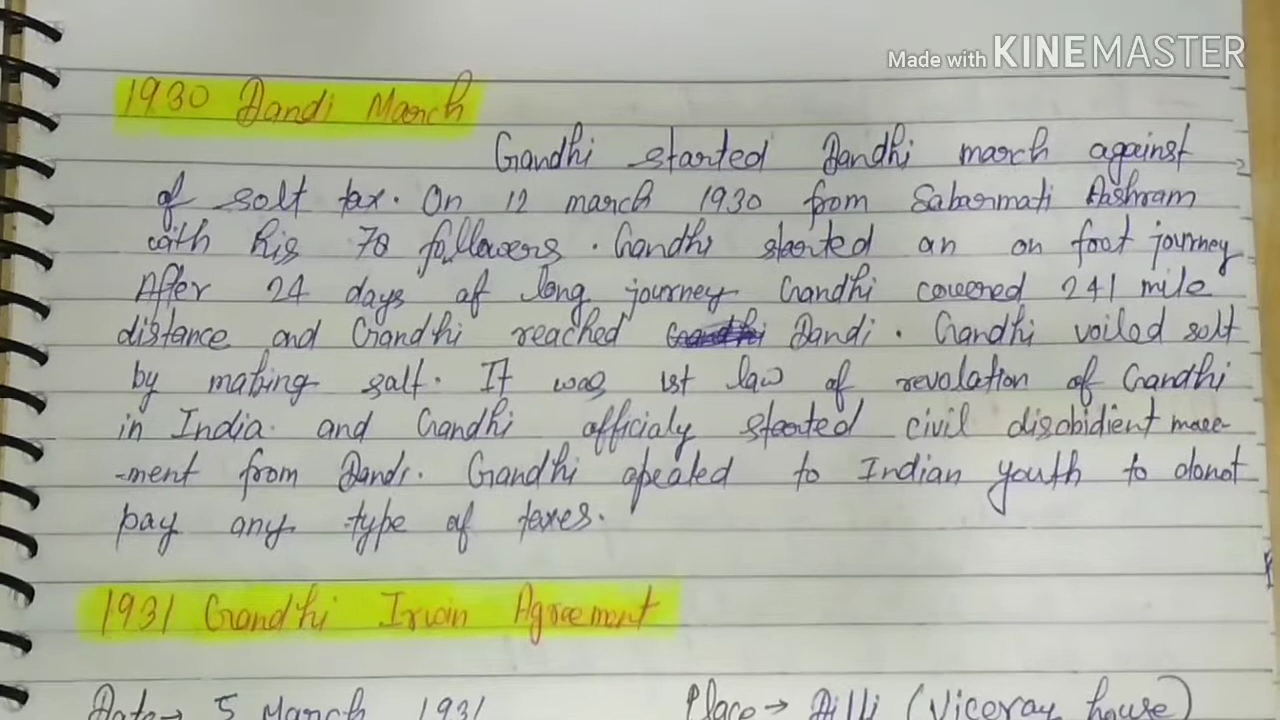 Made with KINEMASTER
1930 Dandi March
Gandhi started Dandhi march against
of solt tax. On 12 march 1930 from Sabarmati Ashram
with his 78 followers. Gandhi started an on foot journey
After 24 days of long journey Gandhi covered 241 mile
distance and Gandhi reached Dandi. Gandhi voiled solt
by making salt. It was 1st law of revolation of Gandhi
in India. and Gandhi officialy started civil disobidient move-
-ment from Dandi. Gandhi apealed to Indian youth to donot
pay any type of taxes.
1931 Gandhi Irwin Agreement
Date → 5 March 1931 Place → Dilli (Viceroy house)